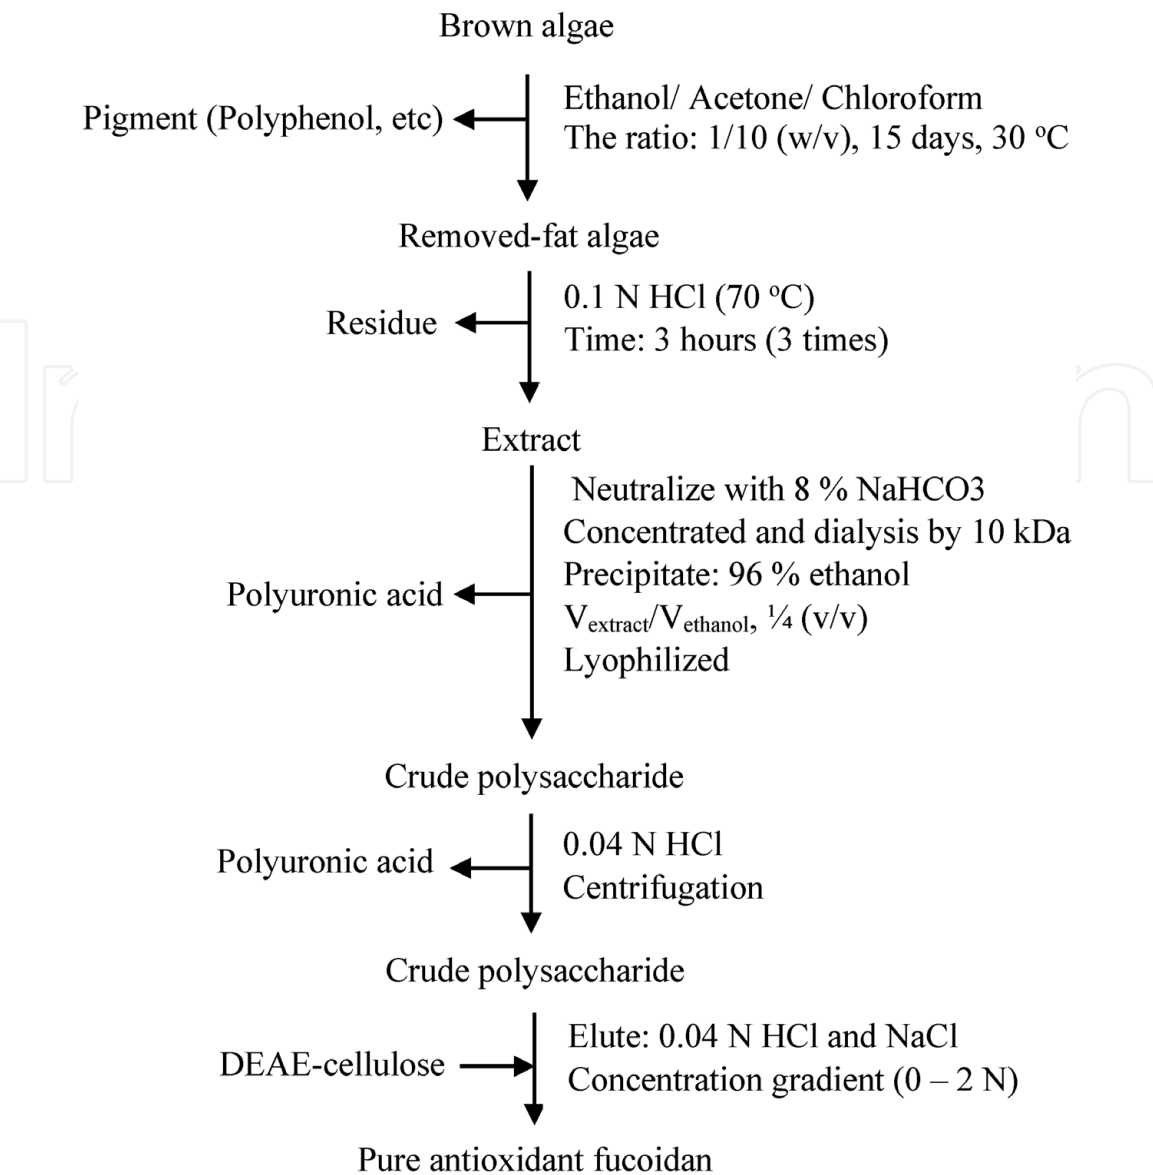 Brown algae
Ethanol/ Acetone/ Chloroform
Pigment (Polyphenol, etc)
The ratio: 1/10 (w/v), 15 days, 30 ºC
Removed-fat algae
0.1 N HCl (70 ºC)
Residue
Time: 3 hours (3 times)
Extract
Neutralize with 8 % NaHCO3
Concentrated and dialysis by 10 kDa
Precipitate: 96 % ethanol
Polyuronic acid
Vextract/Vethanol, ¼ (v/v)
Lyophilized
Crude polysaccharide
0.04 N HCl
Polyuronic acid
Centrifugation
Crude polysaccharide
Elute: 0.04 N HCl and NaCl
DEAE-cellulose
Concentration gradient (0 – 2 N)
Pure antioxidant fucoidan